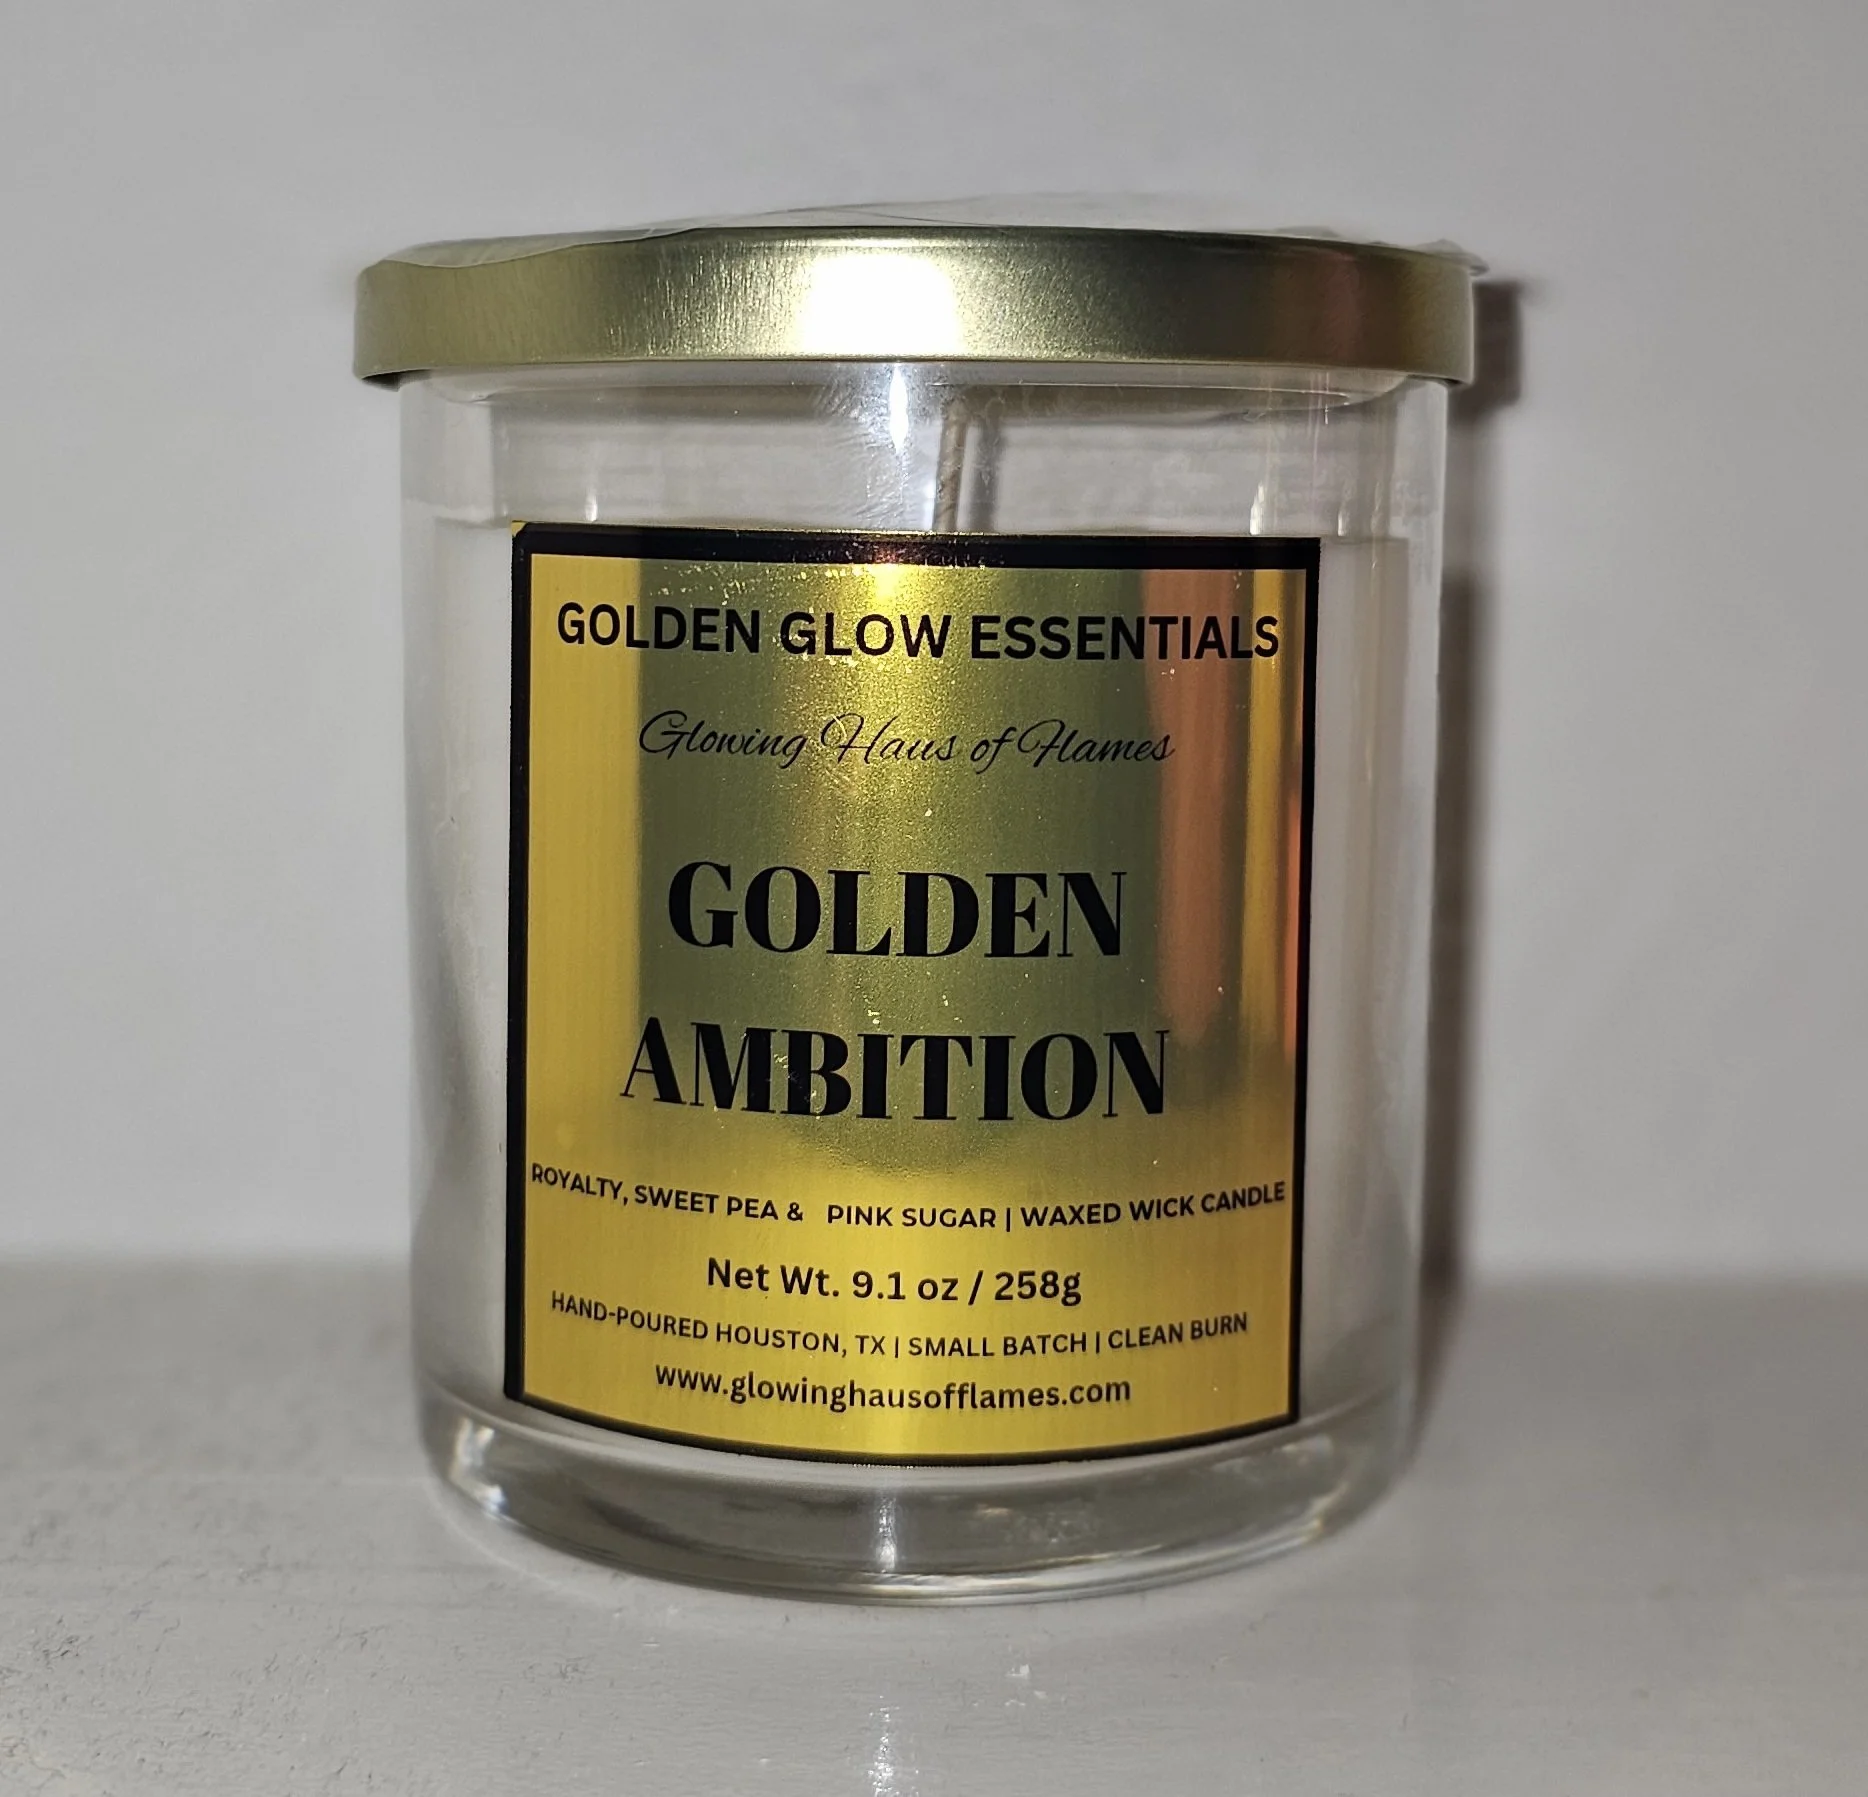 GOLDEN GLOW ESSENTIALS
Glowing Haus of Flames
GOLDEN
AMBITION
ROYALTY, SWEET PEA & PINK SUGAR | WAXED WICK CANDLE
Net Wt. 9.1 oz / 258g
HAND-POURED HOUSTON, TX | SMALL BATCH | CLEAN BURN
www.glowinghausofflames.com